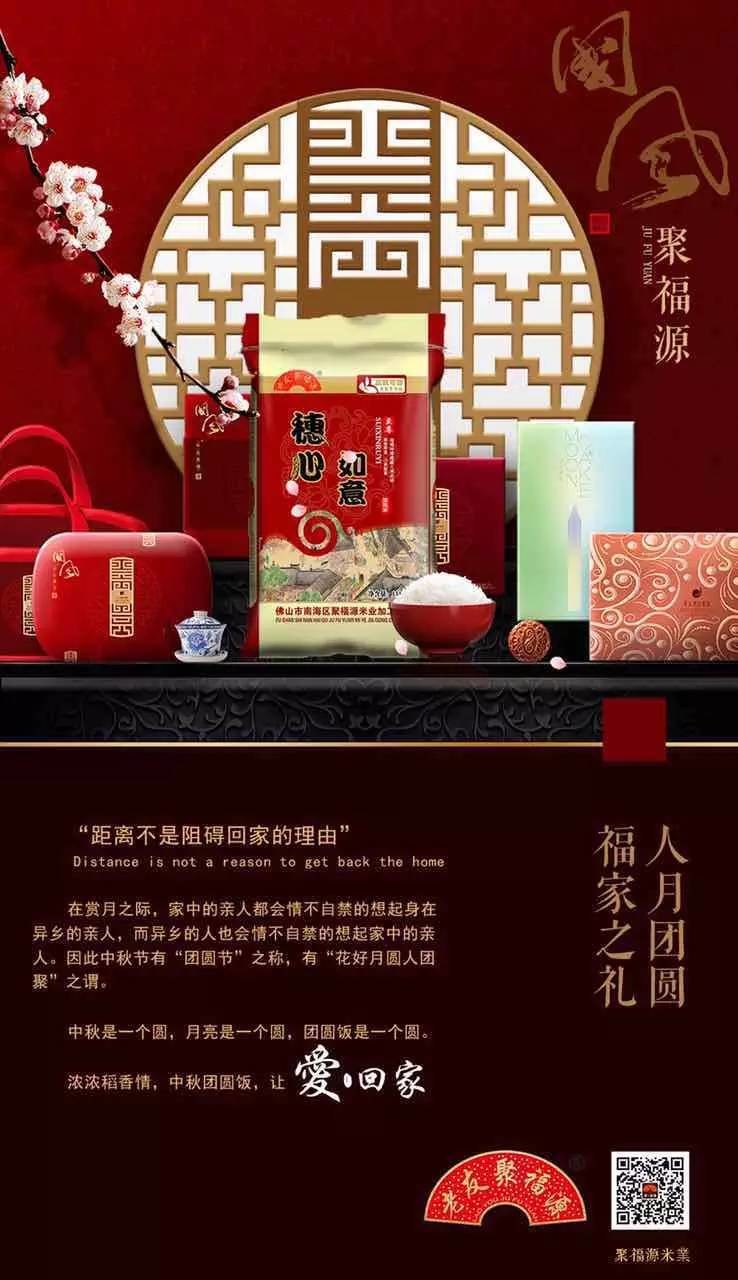 國風
聚福源
JU FU YUAN
國風
穗心如意
SUIXINRUYI
佛山市南海区聚福源米业加工
國風
“距离不是阻碍回家的理由”
Distance is not a reason to get back the home
在赏月之际，家中的亲人都会情不自禁的想起身在
异乡的亲人，而异乡的人也会情不自禁的想起家中的亲
人。因此中秋节有“团圆节”之称，有“花好月圆人团
聚”之谓。
中秋是一个圆，月亮是一个圆，团圆饭是一个圆。
浓浓稻香情，中秋团圆饭，让愛回家
人月团圆
福家之礼
老友聚福源
聚福源米業